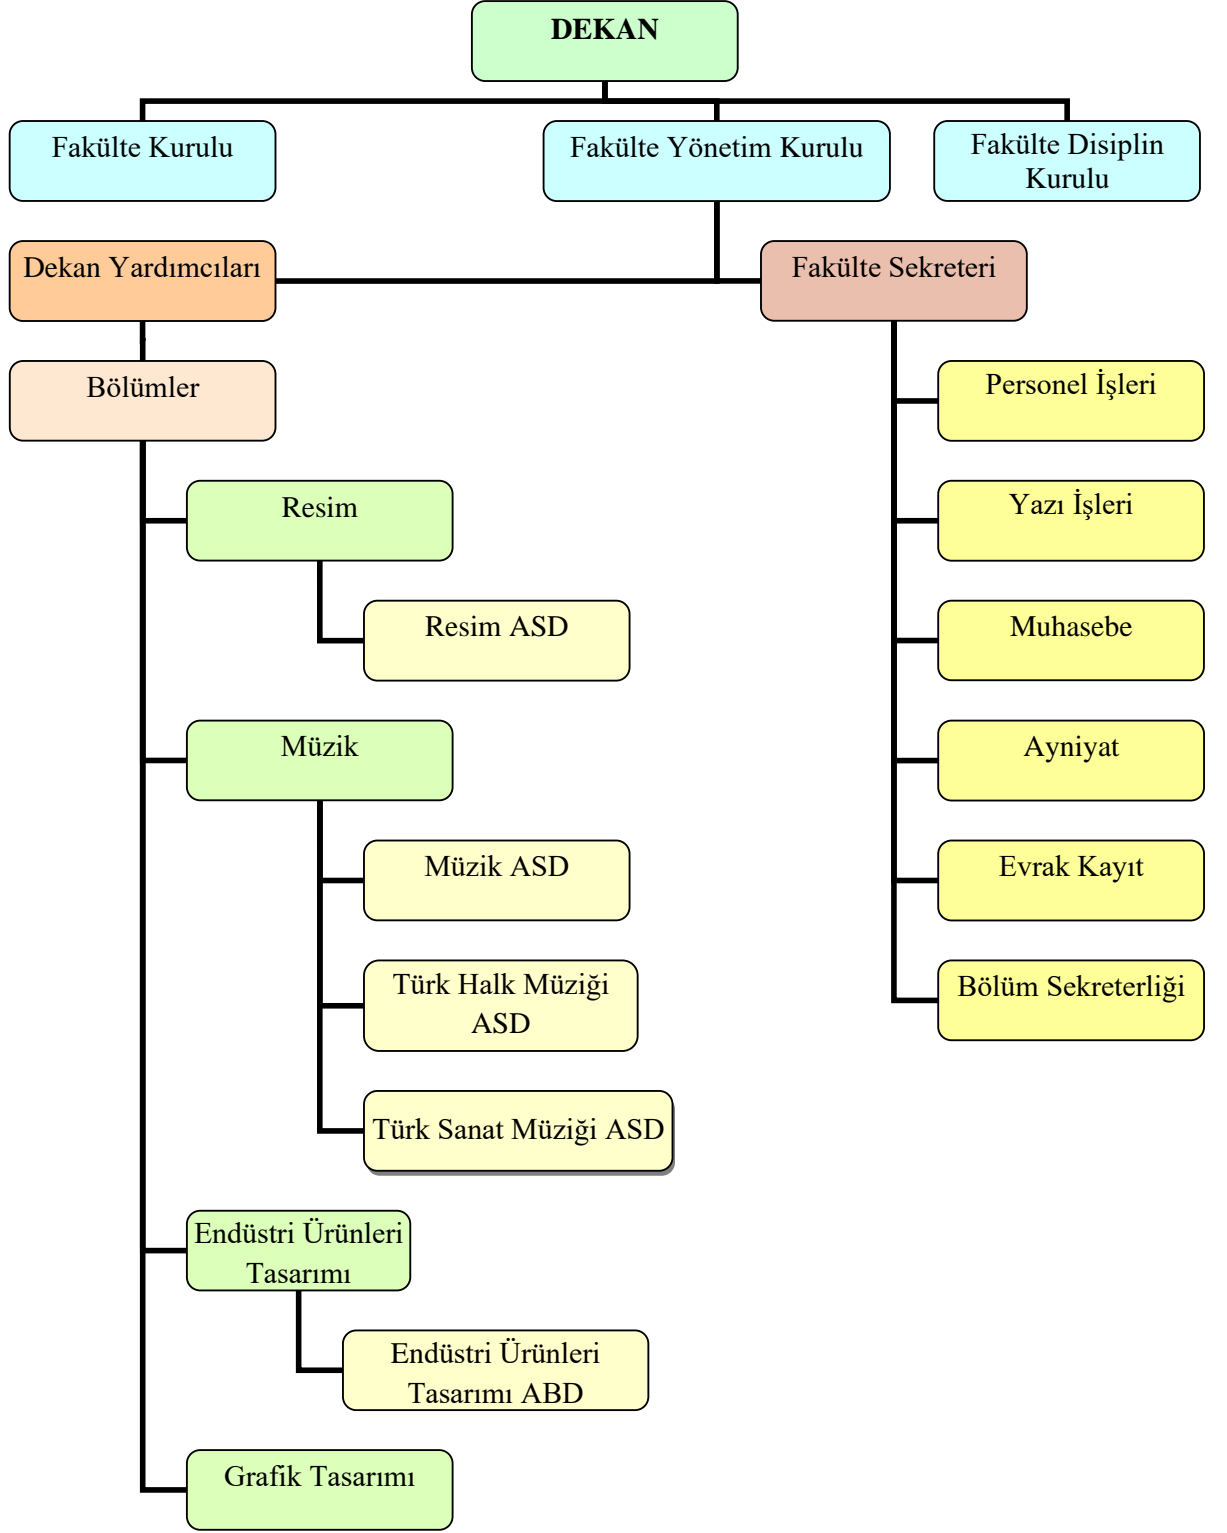 DEKAN
Fakülte Kurulu
Fakülte Yönetim Kurulu
Fakülte Disiplin
Kurulu
Dekan Yardımcıları
Fakülte Sekreteri
Bölümler
Personel İşleri
Resim
Yazı İşleri
Resim ASD
Muhasebe
Müzik
Ayniyat
Müzik ASD
Evrak Kayıt
Türk Halk Müziği
ASD
Bölüm Sekreterliği
Türk Sanat Müziği ASD
Endüstri Ürünleri
Tasarımı
Endüstri Ürünleri
Tasarımı ABD
Grafik Tasarımı